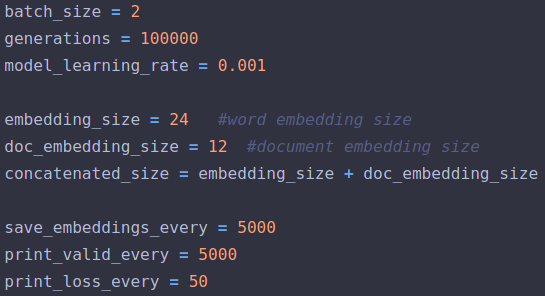 batch_size = 2
generations = 100000
model_learning_rate = 0.001
embedding_size = 24   #word embedding size
doc_embedding_size = 12  #document embedding size
concatenated_size = embedding_size + doc_embedding_size
save_embeddings_every = 5000
print_valid_every = 5000
print_loss_every = 50